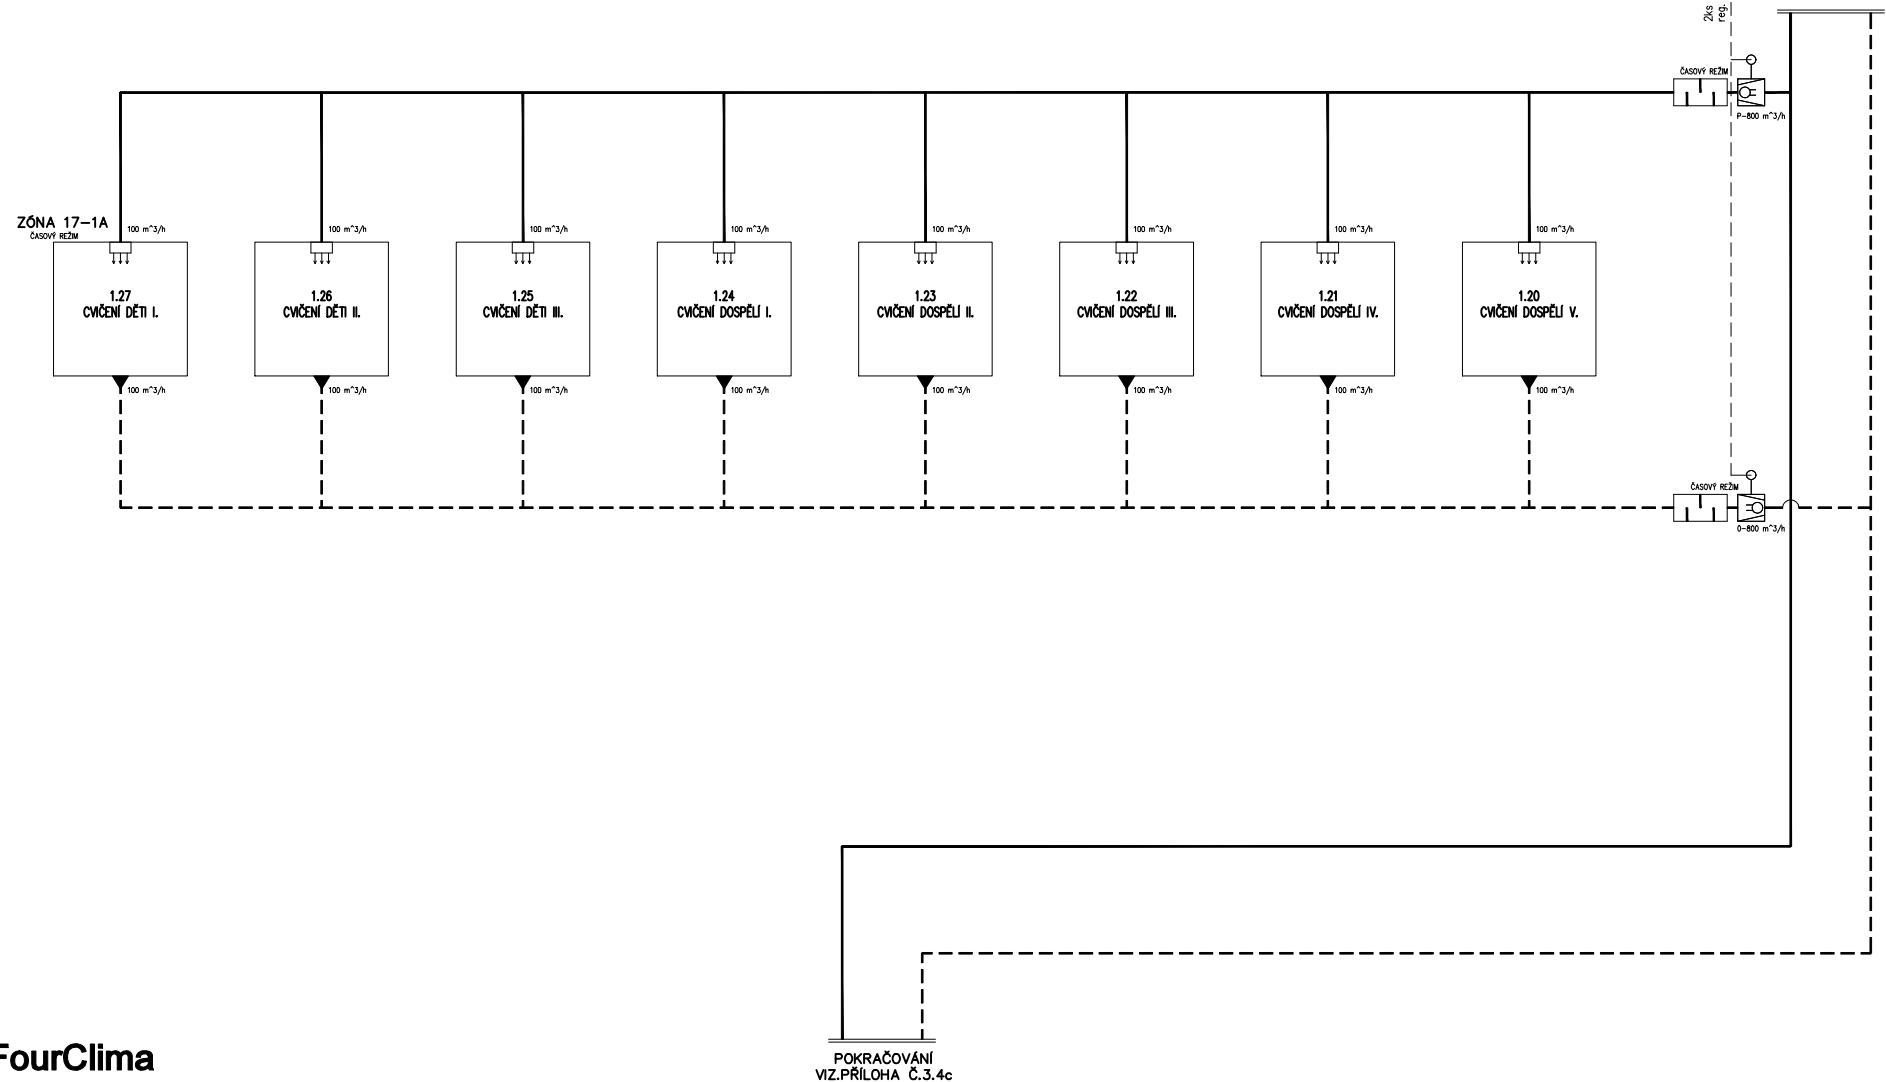 2ks
reg.
ČASOVÝ REŽIM
P-800 m^3/h
ZÓNA 17-1A
ČASOVÝ REŽIM
100 m^3/h
100 m^3/h
100 m^3/h
100 m^3/h
100 m^3/h
100 m^3/h
100 m^3/h
100 m^3/h
1.27
CVIČENÍ DĚTI I.
1.26
CVIČENÍ DĚTI II.
1.25
CVIČENÍ DĚTI III.
1.24
CVIČENÍ DOSPĚLÍ I.
1.23
CVIČENÍ DOSPĚLÍ II.
1.22
CVIČENÍ DOSPĚLÍ III.
1.21
CVIČENÍ DOSPĚLÍ IV.
1.20
CVIČENÍ DOSPĚLÍ V.
100 m^3/h
100 m^3/h
100 m^3/h
100 m^3/h
100 m^3/h
100 m^3/h
100 m^3/h
100 m^3/h
ČASOVÝ REŽIM
O-800 m^3/h
FourClima
POKRAČOVÁNÍ
VIZ.PŘÍLOHA Č.3.4c